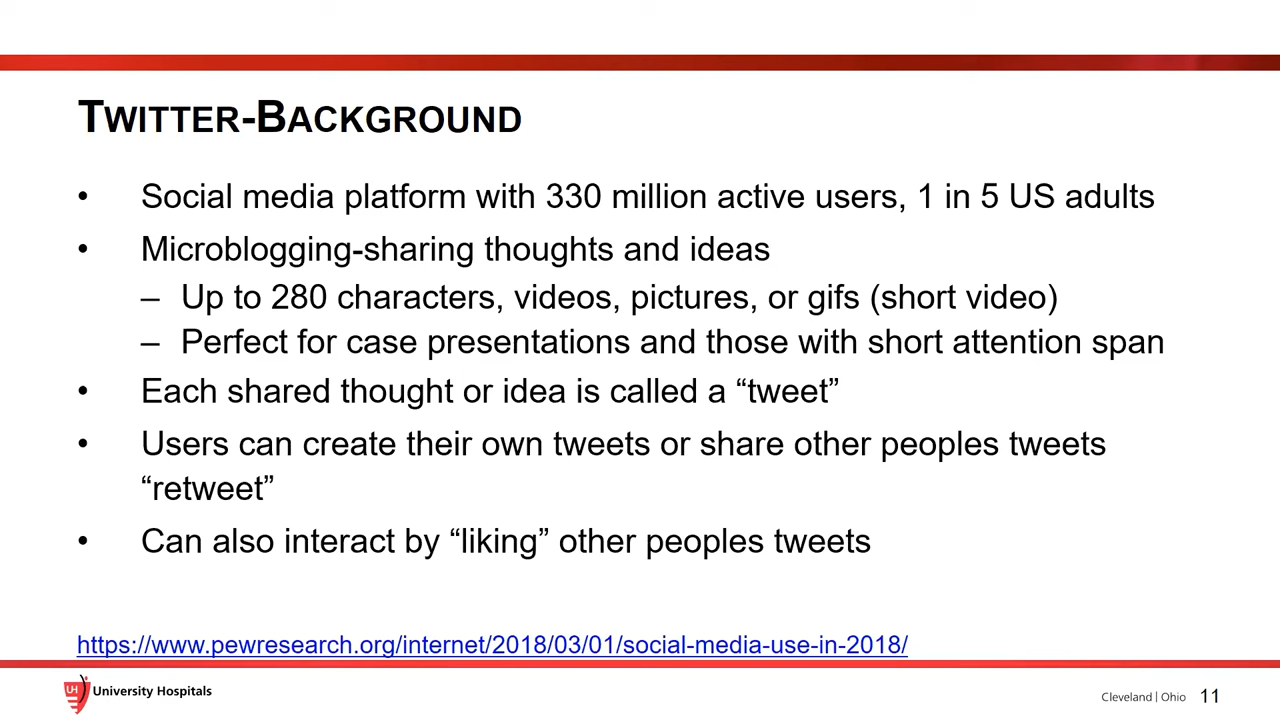 TWITTER-BACKGROUND
• Social media platform with 330 million active users, 1 in 5 US adults
• Microblogging-sharing thoughts and ideas
– Up to 280 characters, videos, pictures, or gifs (short video)
– Perfect for case presentations and those with short attention span
• Each shared thought or idea is called a “tweet”
• Users can create their own tweets or share other peoples tweets
“retweet”
• Can also interact by “liking” other peoples tweets
https://www.pewresearch.org/internet/2018/03/01/social-media-use-in-2018/
UH University Hospitals
Cleveland | Ohio 11